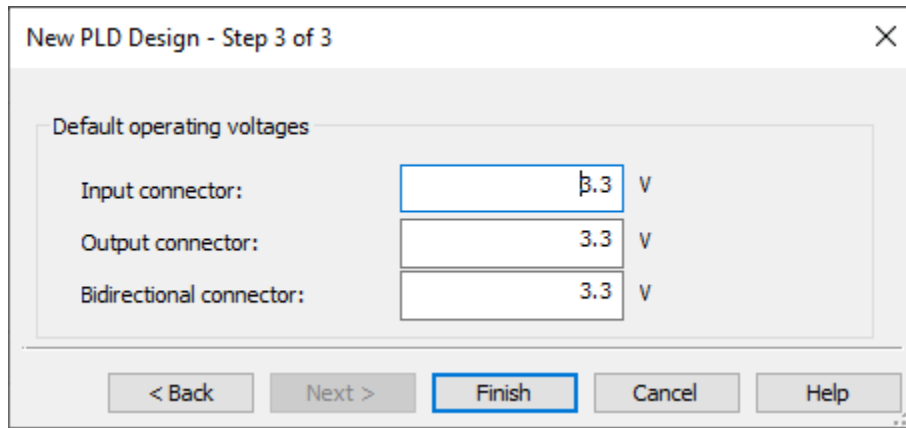 New PLD Design - Step 3 of 3
Default operating voltages
Input connector: 3.3 V
Output connector: 3.3 V
Bidirectional connector: 3.3 V
< Back Next > Finish Cancel Help